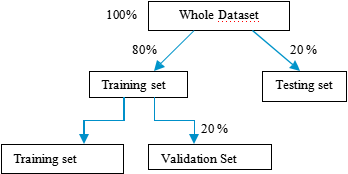 100%
Whole Dataset
80%
20 %
Training set
Testing set
20 %
Training set
Validation Set